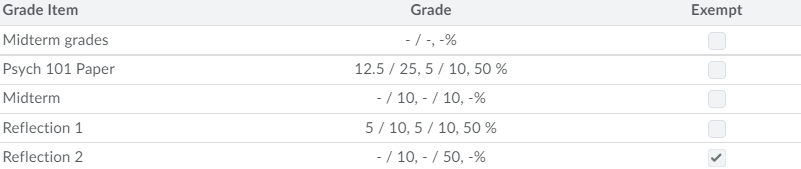 Grade Item Grade Exempt
Midterm grades - / -, -%
Psych 101 Paper 12.5 / 25, 5 / 10, 50 %
Midterm - / 10, - / 10, -%
Reflection 1 5 / 10, 5 / 10, 50 %
Reflection 2 - / 10, - / 50, -%